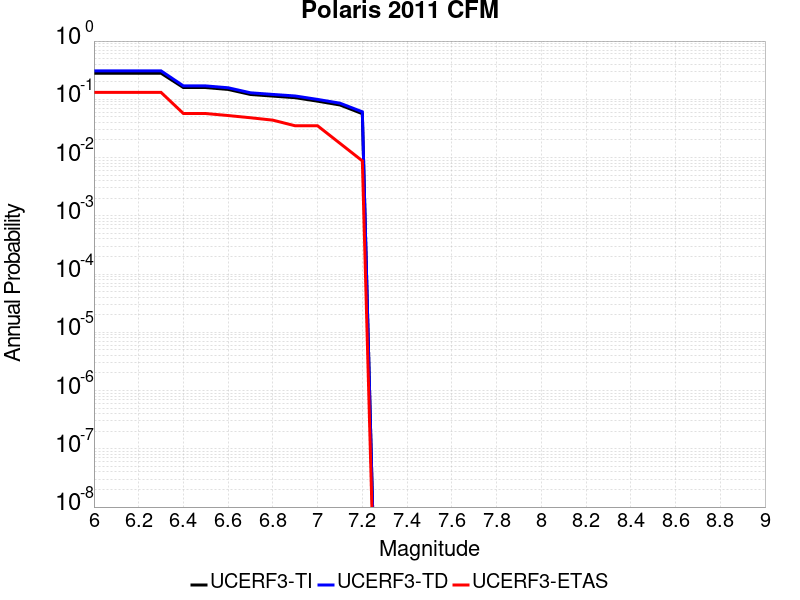 Polaris 2011 CFM
10^0
10^-1
10^-2
10^-3
10^-4
10^-5
10^-6
10^-7
10^-8
Annual Probability
6 6.2 6.4 6.6 6.8 7 7.2 7.4 7.6 7.8 8 8.2 8.4 8.6 8.8 9
Magnitude
UCERF3-TI UCERF3-TD UCERF3-ETAS